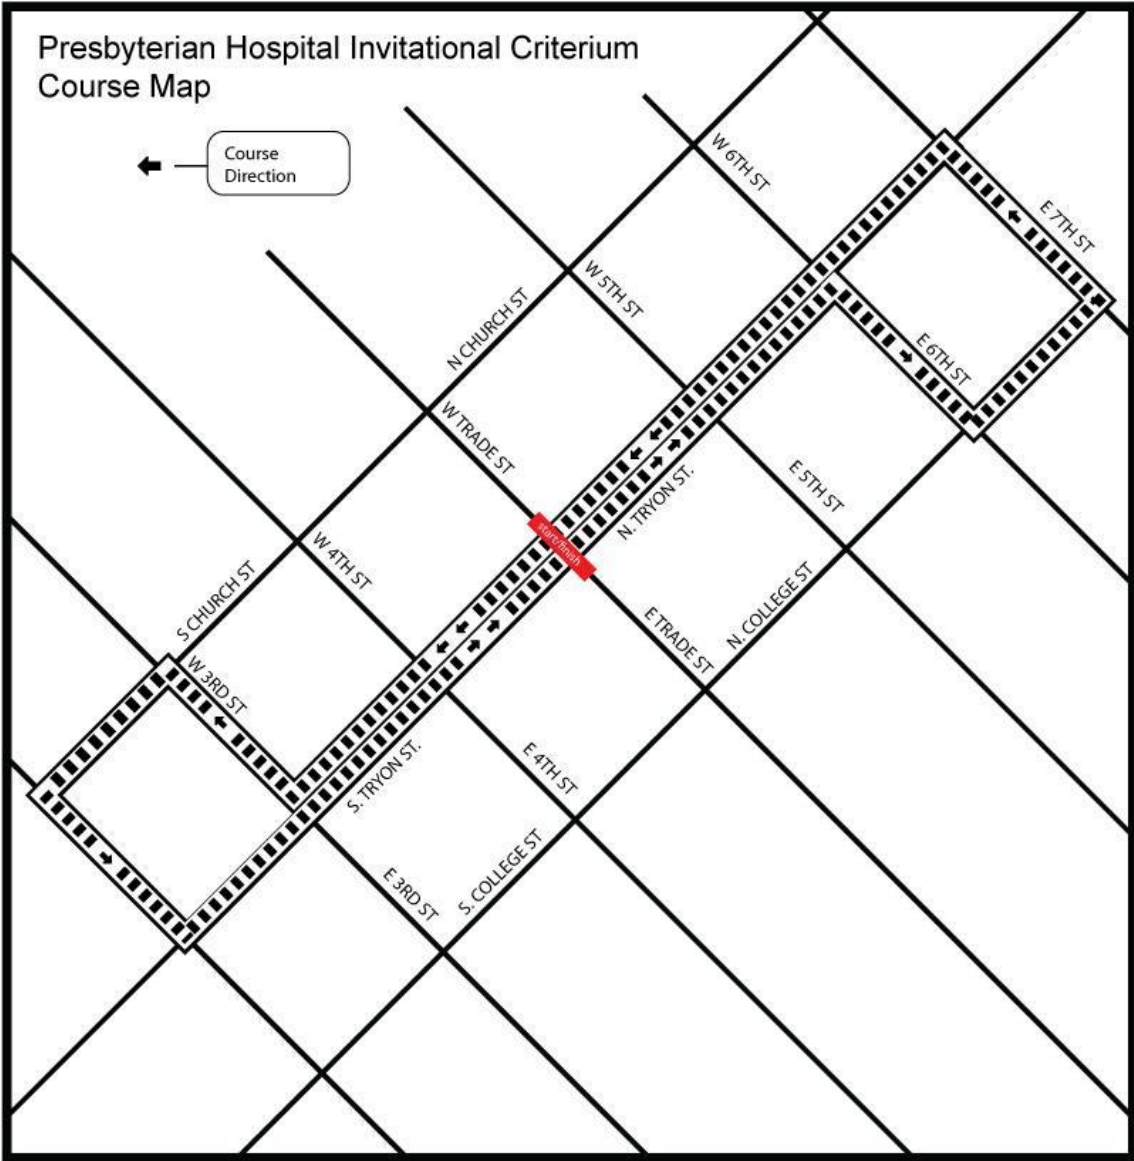 Presbyterian Hospital Invitational Criterium
Course Map
Course
Direction
W 6TH ST
E 7TH ST
W 5TH ST
N CHURCH ST
E 6TH ST
W TRADE ST
E 5TH ST
N. TRYON ST.
start/finish
W 4TH ST
S CHURCH ST
N. COLLEGE ST
E TRADE ST
W 3RD ST
S. TRYON ST.
E 4TH ST
E 3RD ST
S. COLLEGE ST